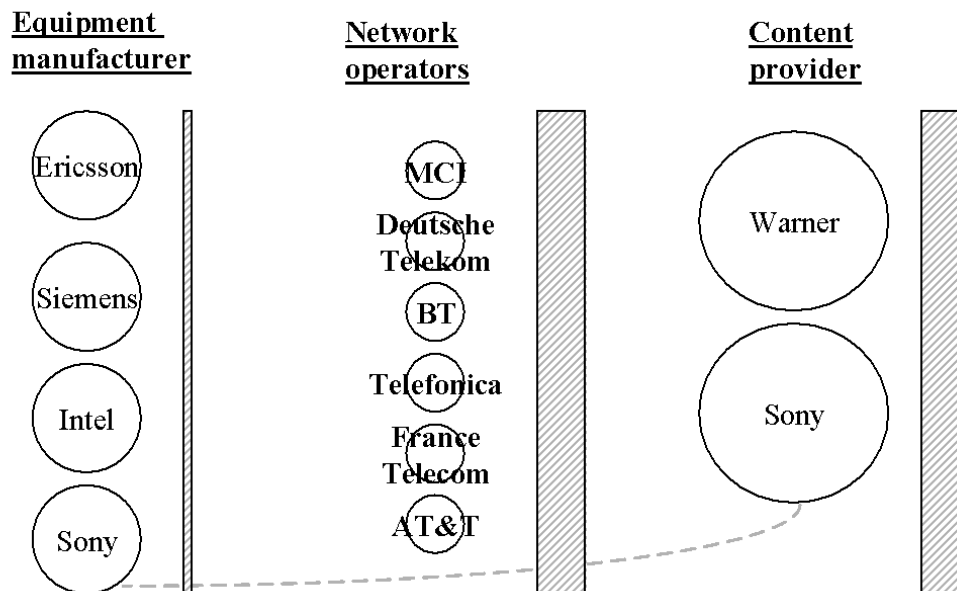 Equipment
manufacturer
Network
operators
Content
provider
Ericsson
Siemens
Intel
Sony
MCI
Deutsche
Telekom
BT
Telefonica
France
Telecom
AT&T
Warner
Sony